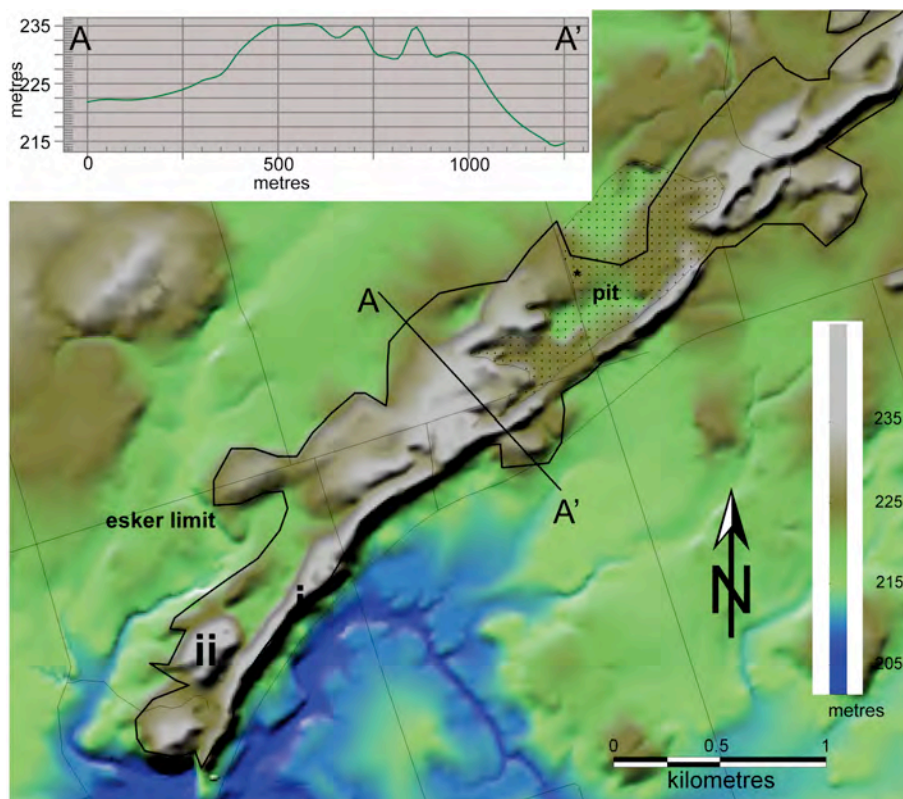 235
A
A'
metres
225
215
0
500
1000
metres
A
*
pit
235
225
215
205
metres
esker limit
A'
N
i
ii
0
0.5
1
kilometres